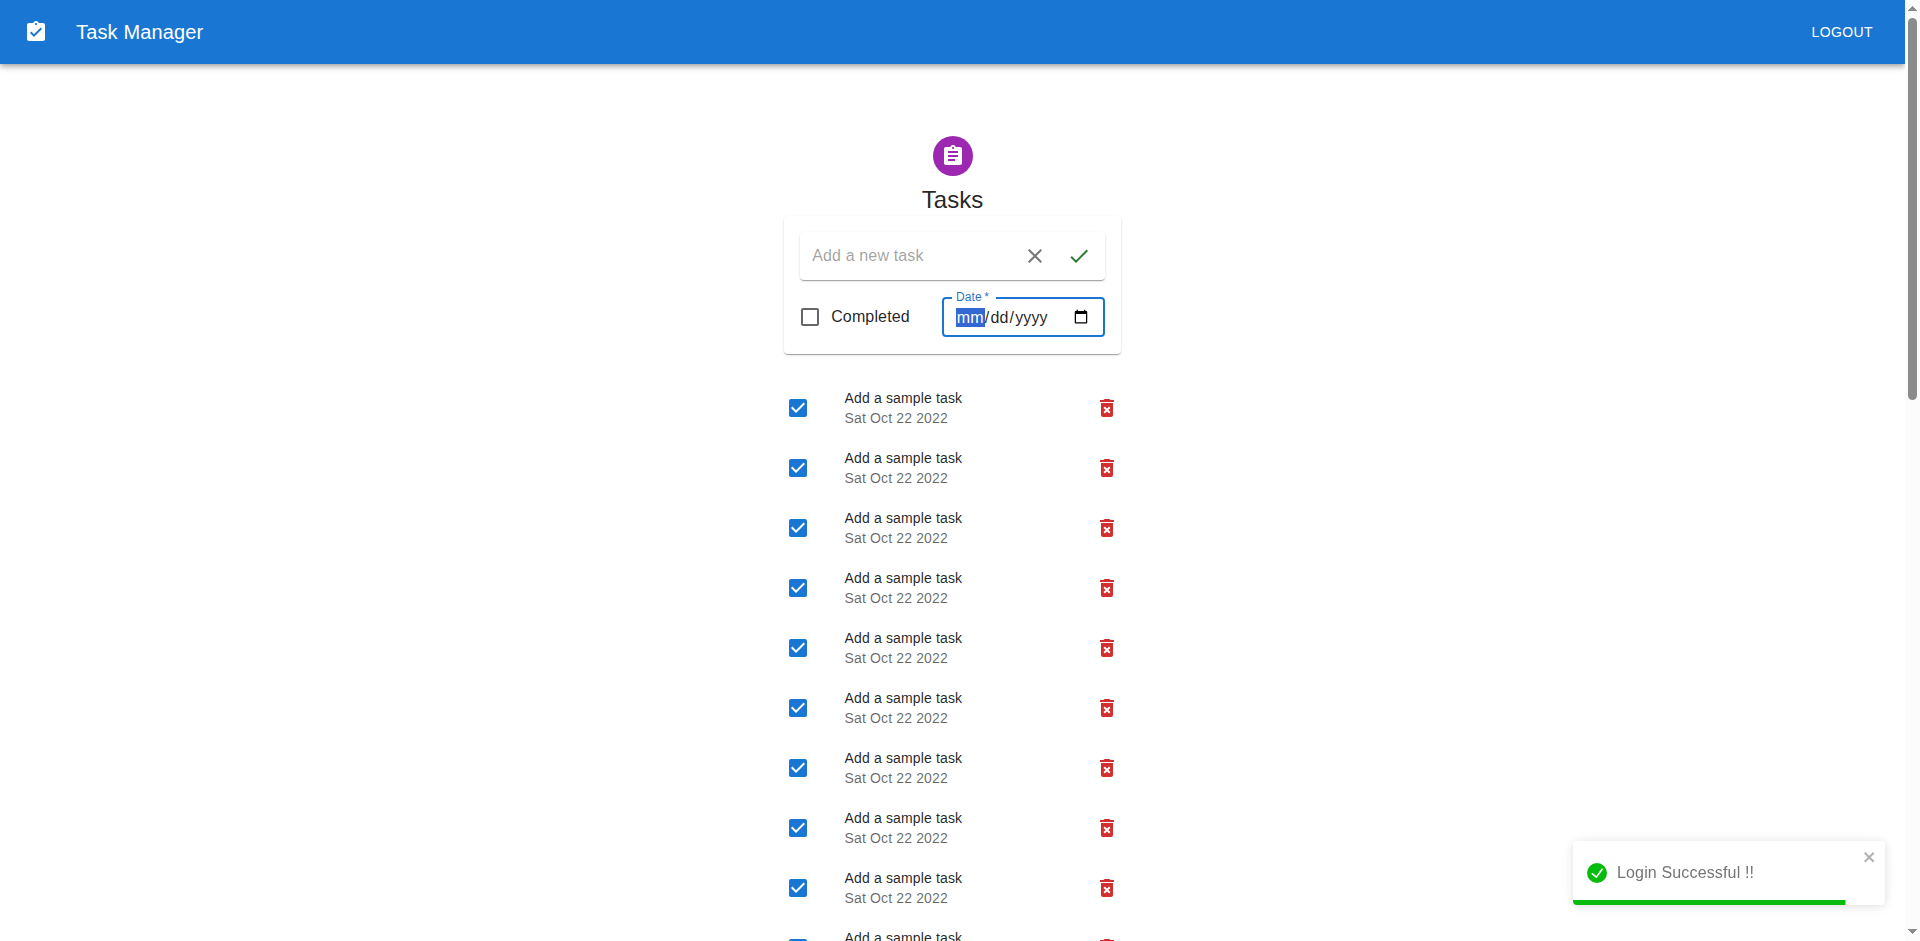 Task Manager
LOGOUT
Tasks
Add a new task
Completed
Date *
mm/dd/yyyy
Add a sample task
Sat Oct 22 2022
Add a sample task
Sat Oct 22 2022
Add a sample task
Sat Oct 22 2022
Add a sample task
Sat Oct 22 2022
Add a sample task
Sat Oct 22 2022
Add a sample task
Sat Oct 22 2022
Add a sample task
Sat Oct 22 2022
Add a sample task
Sat Oct 22 2022
Add a sample task
Sat Oct 22 2022
Add a sample task
Login Successful !!